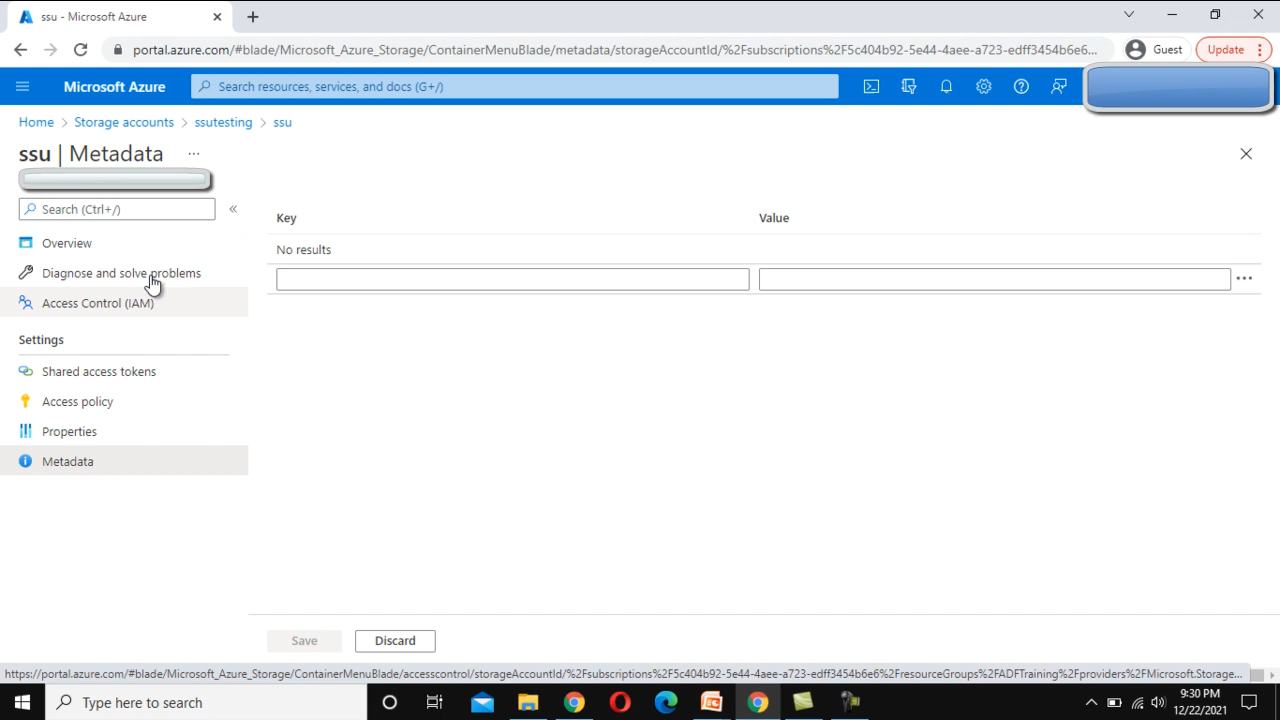 ssu - Microsoft Azure
portal.azure.com/#blade/Microsoft_Azure_Storage/ContainerMenuBlade/metadata/storageAccountId/%2Fsubscriptions%2F5c404b92-5e44-4aee-a723-edff3454b6e6...
Guest
Update
Microsoft Azure
Search resources, services, and docs (G+/)
Home > Storage accounts > ssutesting > ssu
ssu | Metadata ...
Search (Ctrl+/)
«
Overview
Diagnose and solve problems
Access Control (IAM)
Settings
Shared access tokens
Access policy
Properties
Metadata
Key Value
No results
Save Discard
https://portal.azure.com/#blade/Microsoft_Azure_Storage/ContainerMenuBlade/accesscontrol/storageAccountId/%2Fsubscriptions%2F5c404b92-5e44-4aee-a723-edff3454b6e6%2FresourceGroups%2FADFTraining%2Fproviders%2FMicrosoft.Storage...
Type here to search
9:30 PM
12/22/2021